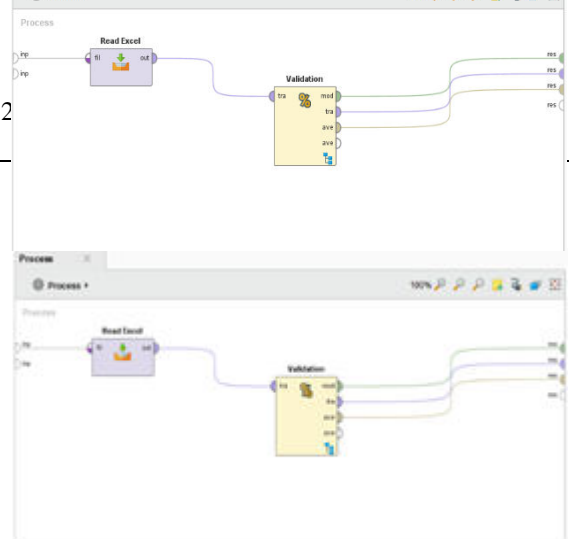 Process
Read Excel
inp
fil
out
res
inp
res
Validation
res
tra
mod
res
tra
ave
ave
2
Process
Process
100%
Process
Read Excel
inp
fil
out
res
inp
res
Validation
res
tra
mod
res
tra
ave
ave